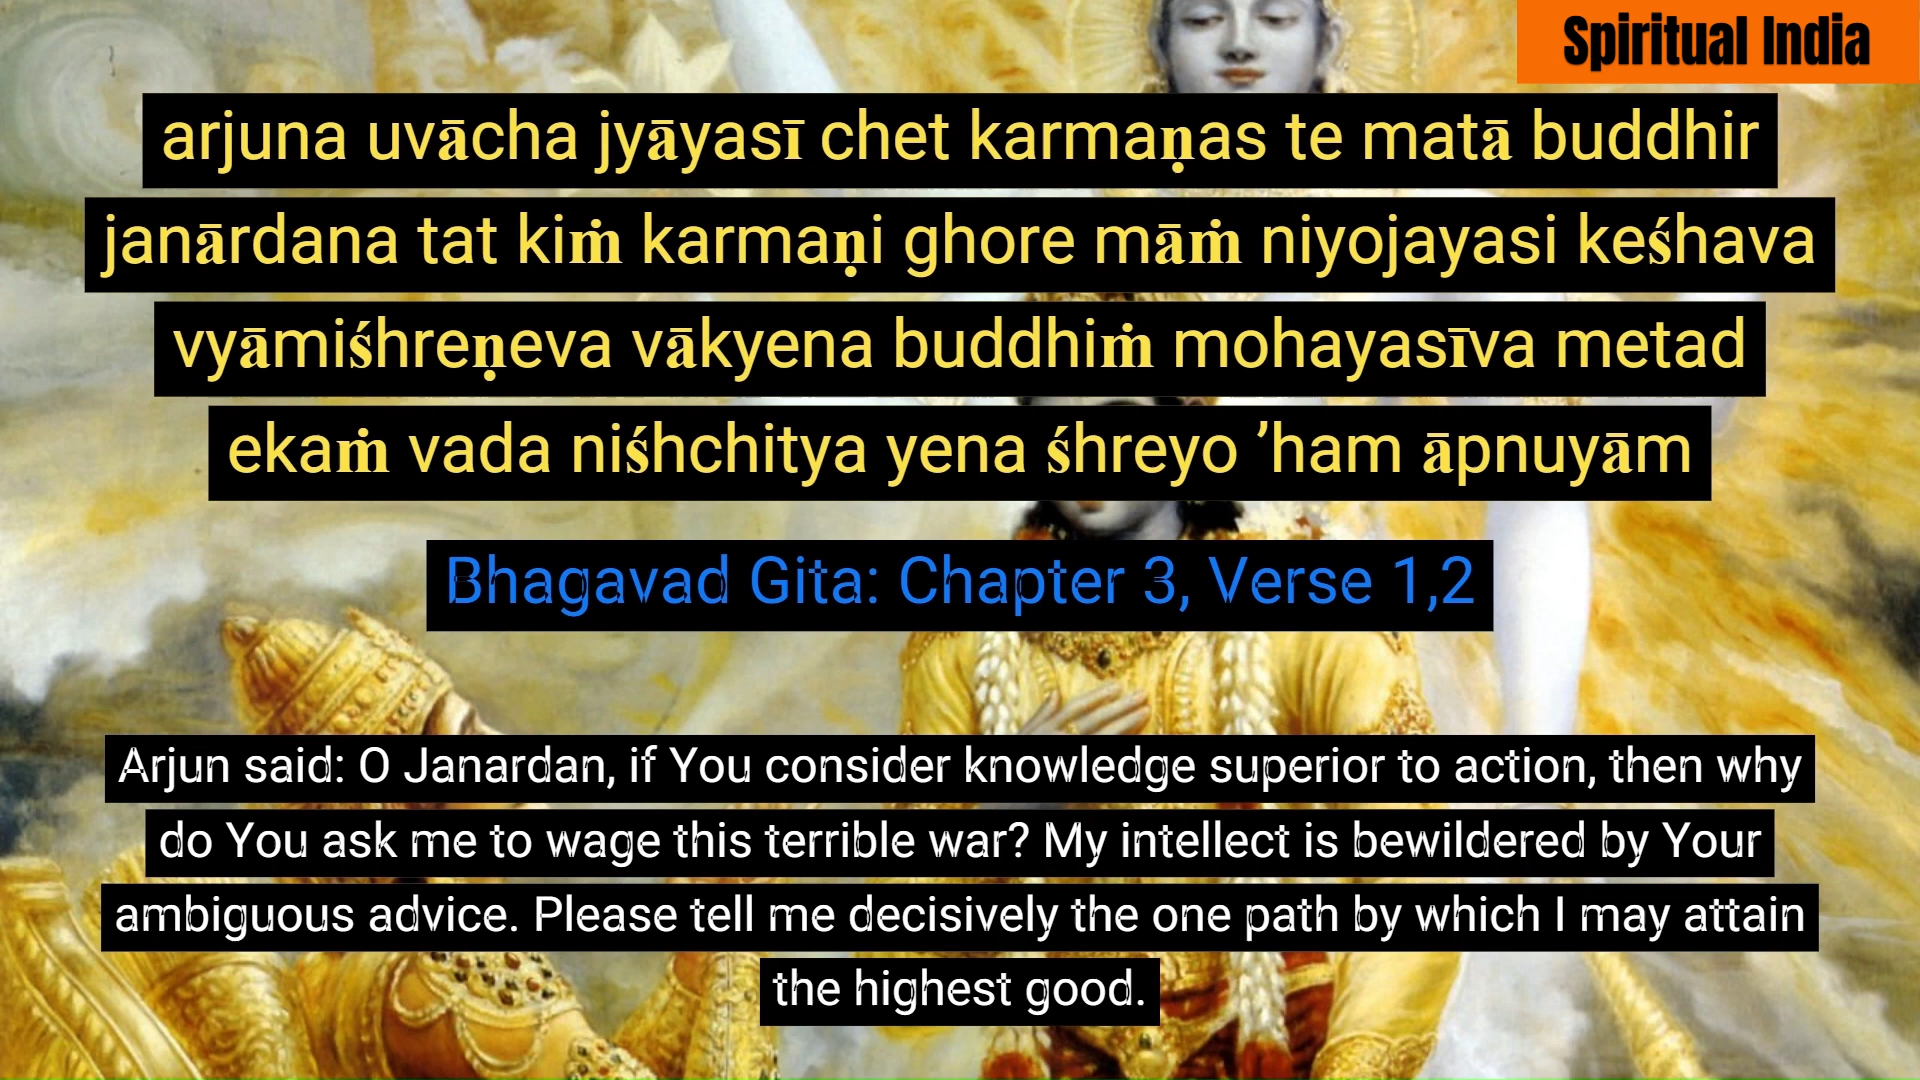 Spiritual India
arjuna uvācha jyāyasī chet karmaṇas te matā buddhir
janārdana tat kiṁ karmaṇi ghore māṁ niyojayasi keśhava
vyāmiśhreṇeva vākyena buddhiṁ mohayasīva metad
ekaṁ vada niśhchitya yena śhreyo ’ham āpnuyām
Bhagavad Gita: Chapter 3, Verse 1,2
Arjun said: O Janardan, if You consider knowledge superior to action, then why
do You ask me to wage this terrible war? My intellect is bewildered by Your
ambiguous advice. Please tell me decisively the one path by which I may attain
the highest good.